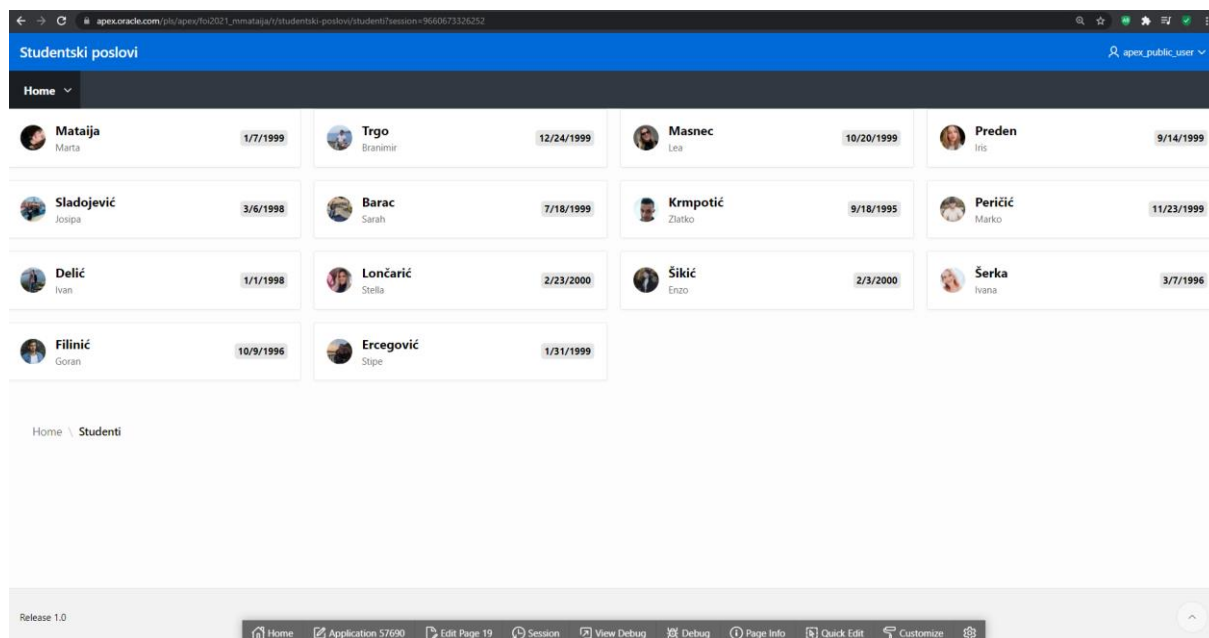 apex.oracle.com/pls/apex/foi2021_mmataija/r/studentski-poslovi/studenti?session=9660673326252
Studentski poslovi
apex_public_user
Home
Mataija
Marta
1/7/1999
Trgo
Branimir
12/24/1999
Masnec
Lea
10/20/1999
Preden
Iris
9/14/1999
Sladojević
Josipa
3/6/1998
Barac
Sarah
7/18/1999
Krmpotić
Zlatko
9/18/1995
Peričić
Marko
11/23/1999
Delić
Ivan
1/1/1998
Lončarić
Stella
2/23/2000
Šikić
Enzo
2/3/2000
Šerka
Ivana
3/7/1996
Filinić
Goran
10/9/1996
Ercegović
Stipe
1/31/1999
Home \ Studenti
Release 1.0
Home Application 57690 Edit Page 19 Session View Debug Debug Page Info Quick Edit Customize